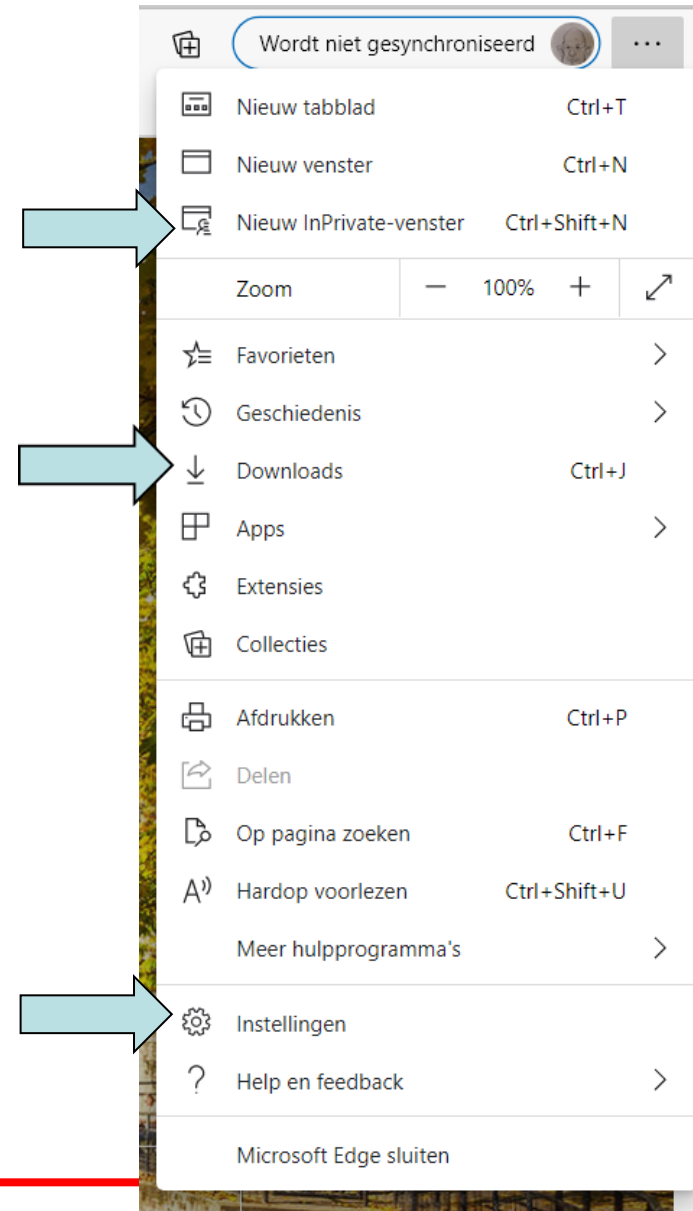 Wordt niet gesynchroniseerd
Nieuw tabblad Ctrl+T
Nieuw venster Ctrl+N
Nieuw InPrivate-venster Ctrl+Shift+N
Zoom — 100% +
Favorieten
Geschiedenis
Downloads Ctrl+J
Apps
Extensies
Collecties
Afdrukken Ctrl+P
Delen
Op pagina zoeken Ctrl+F
Hardop voorlezen Ctrl+Shift+U
Meer hulpprogramma's
Instellingen
Help en feedback
Microsoft Edge sluiten